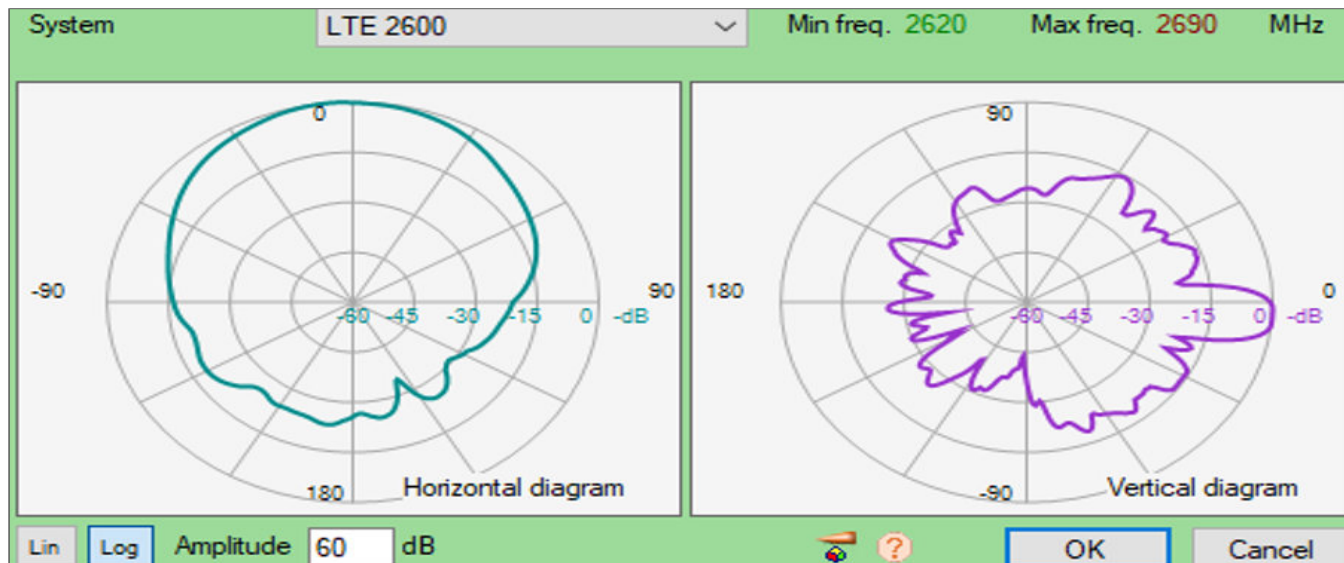 System LTE 2600 Min freq. 2620 Max freq. 2690 MHz
0
-90 90
-60 -45 -30 -15 0 -dB
180 Horizontal diagram
90
180 0
-60 -45 -30 -15 0 -dB
-90 Vertical diagram
Lin Log Amplitude 60 dB ? OK Cancel